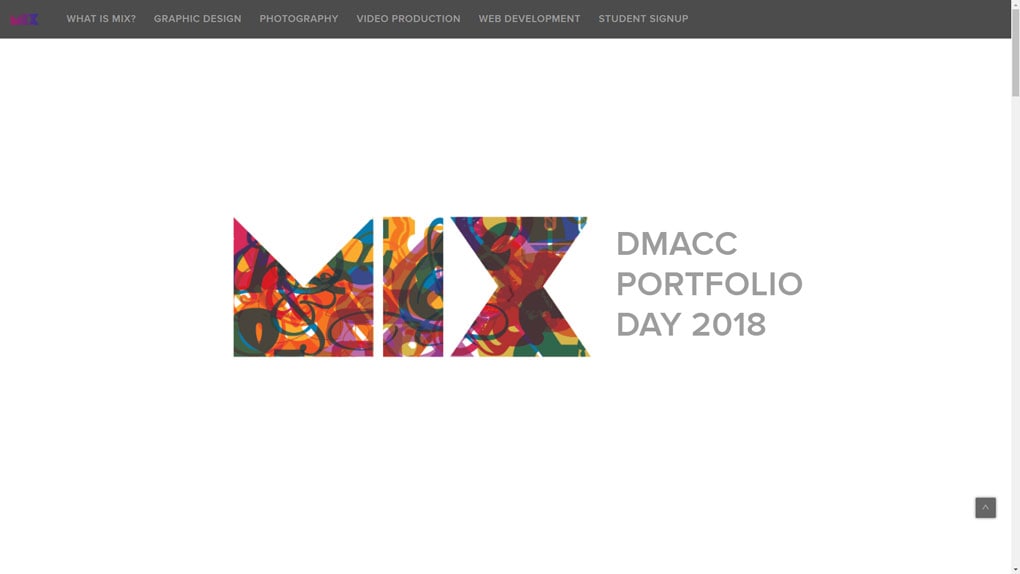 MIX WHAT IS MIX? GRAPHIC DESIGN PHOTOGRAPHY VIDEO PRODUCTION WEB DEVELOPMENT STUDENT SIGNUP
MIX
DMACC
PORTFOLIO
DAY 2018